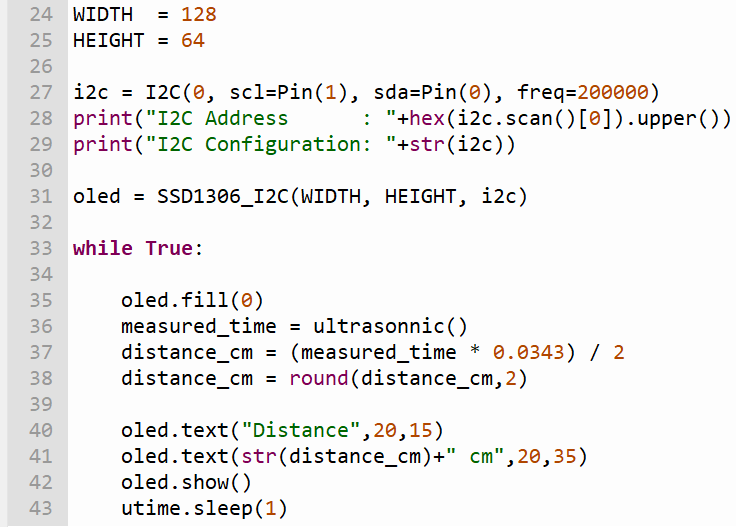 24 WIDTH  = 128
25 HEIGHT = 64
26
27 i2c = I2C(0, scl=Pin(1), sda=Pin(0), freq=200000)
28 print("I2C Address      : "+hex(i2c.scan()[0]).upper())
29 print("I2C Configuration: "+str(i2c))
30
31 oled = SSD1306_I2C(WIDTH, HEIGHT, i2c)
32
33 while True:
34
35     oled.fill(0)
36     measured_time = ultrasonnic()
37     distance_cm = (measured_time * 0.0343) / 2
38     distance_cm = round(distance_cm,2)
39
40     oled.text("Distance",20,15)
41     oled.text(str(distance_cm)+" cm",20,35)
42     oled.show()
43     utime.sleep(1)